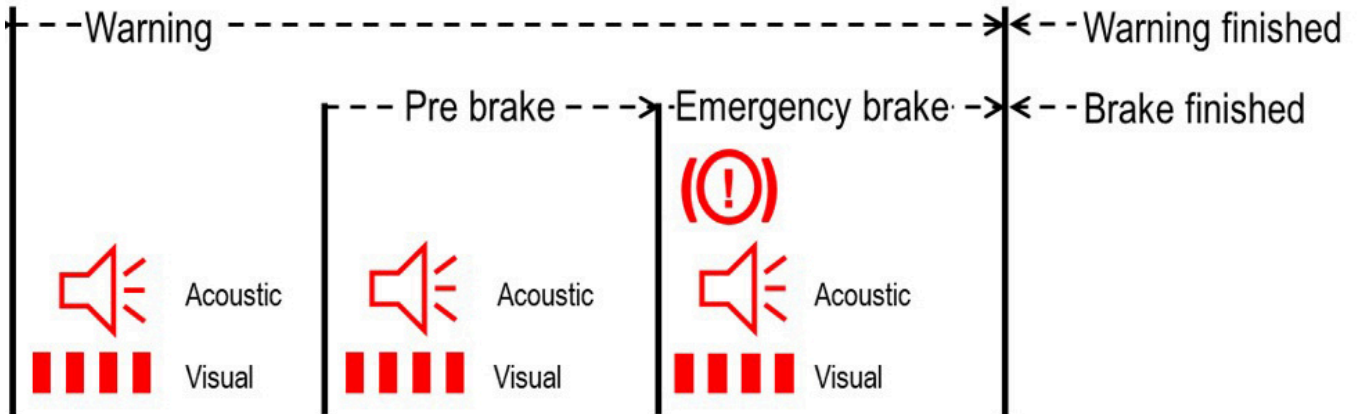 Warning Warning finished
Pre brake Emergency brake Brake finished
(!)
Acoustic Acoustic Acoustic
Visual Visual Visual